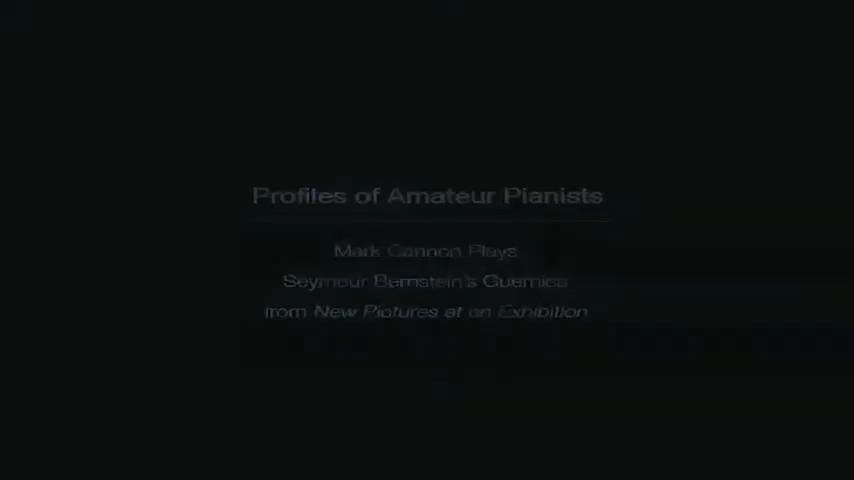 Profiles of Amateur Pianists
Mark Cannon Plays
Seymour Bernstein's Guernica
from New Pictures at an Exhibition